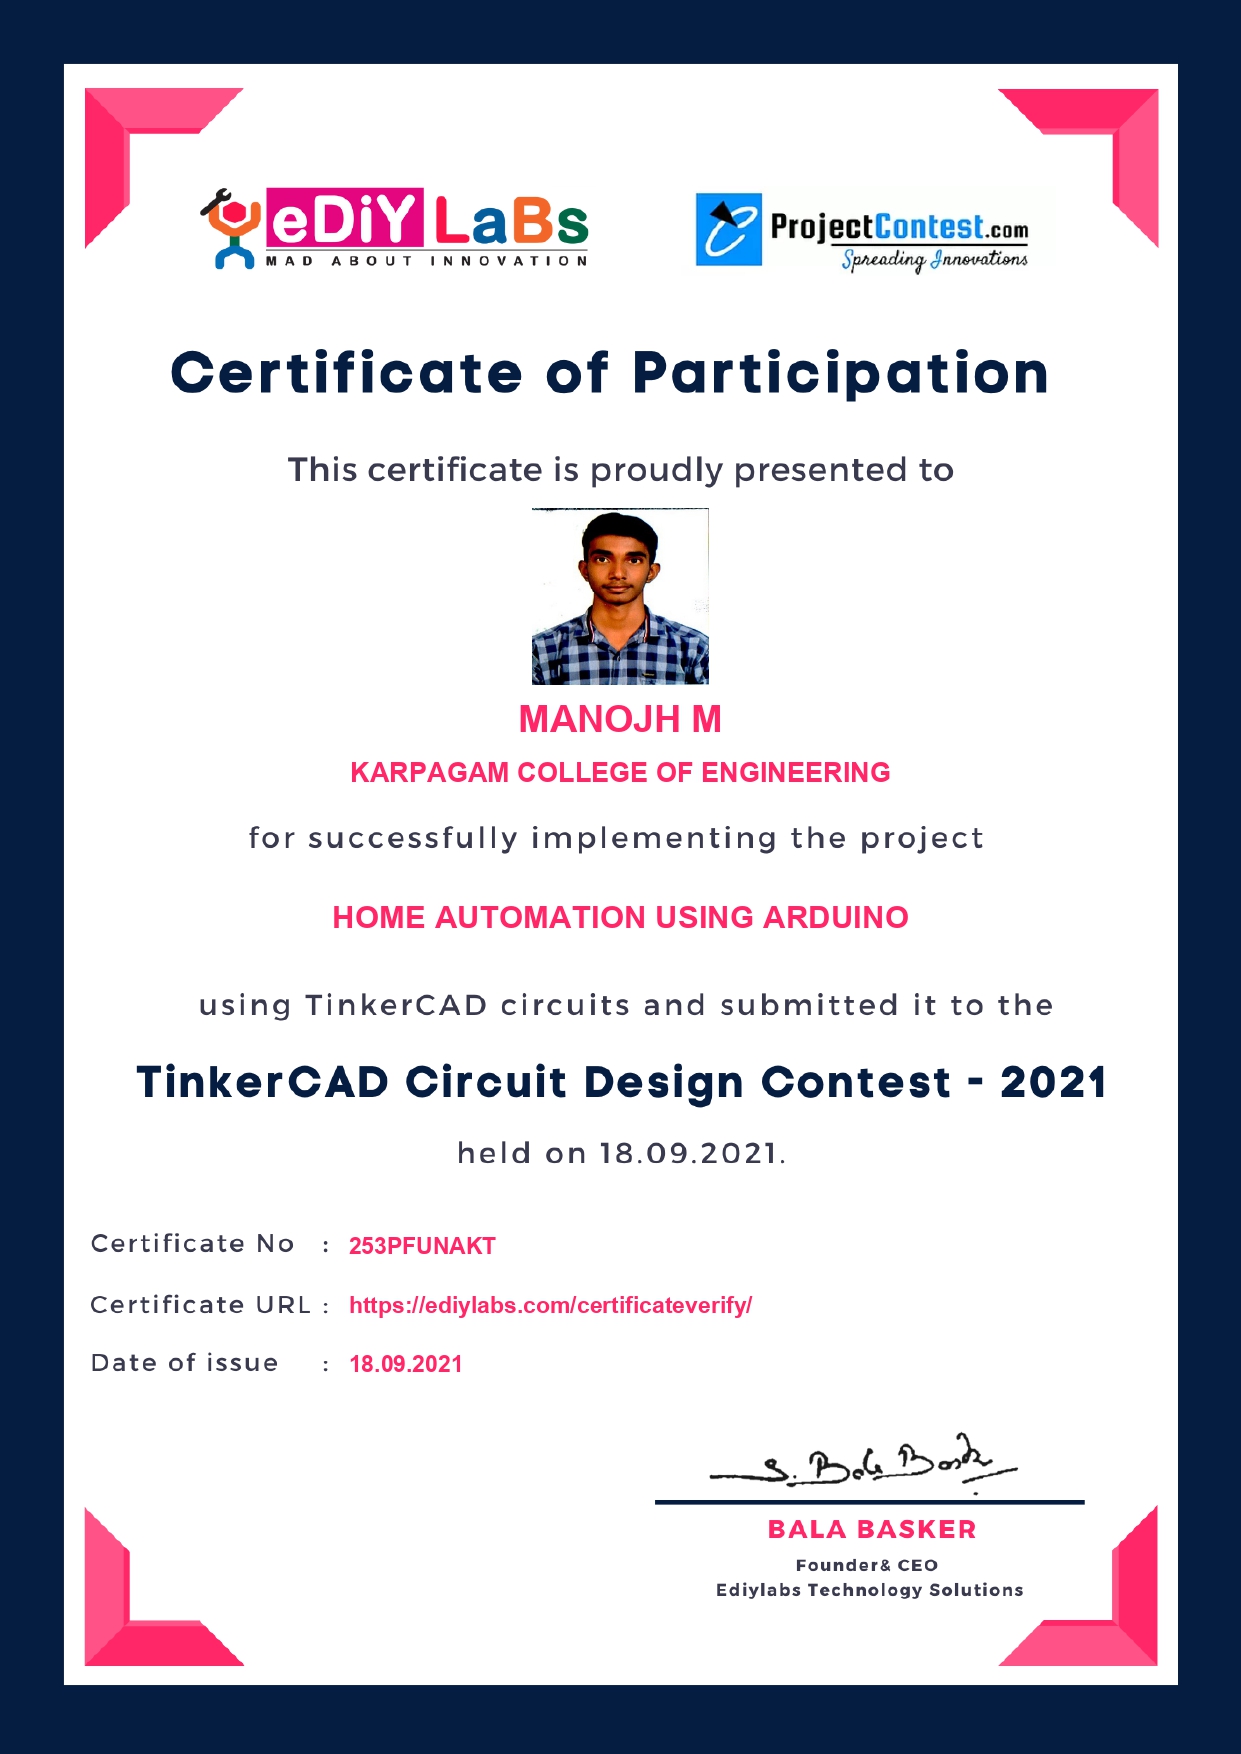 eDiY LaBs
MAD ABOUT INNOVATION
ProjectContest.com
Spreading Innovations
Certificate of Participation
This certificate is proudly presented to
MANOJH M
KARPAGAM COLLEGE OF ENGINEERING
for successfully implementing the project
HOME AUTOMATION USING ARDUINO
using TinkerCAD circuits and submitted it to the
TinkerCAD Circuit Design Contest - 2021
held on 18.09.2021.
Certificate No : 253PFUNAKT
Certificate URL : https://ediylabs.com/certificateverify/
Date of issue : 18.09.2021
S. Bala Basker
BALA BASKER
Founder& CEO
Ediylabs Technology Solutions